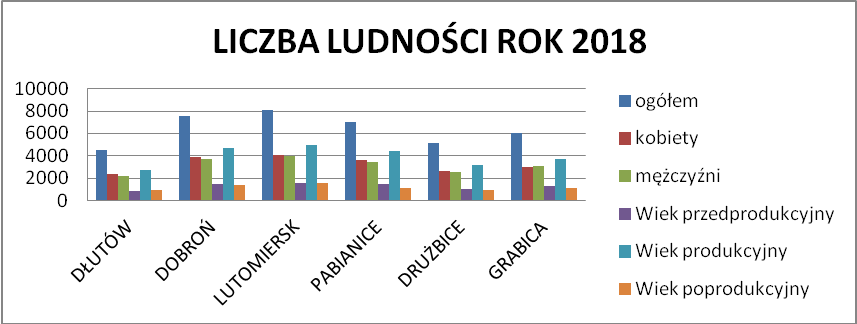 LICZBA LUDNOŚCI ROK 2018
10000
8000
6000
4000
2000
0
DŁUTÓW
DOBROŃ
LUTOMIERSK
PABIANICE
DRUŻBICE
GRABICA
ogółem
kobiety
mężczyźni
Wiek przedprodukcyjny
Wiek produkcyjny
Wiek poprodukcyjny